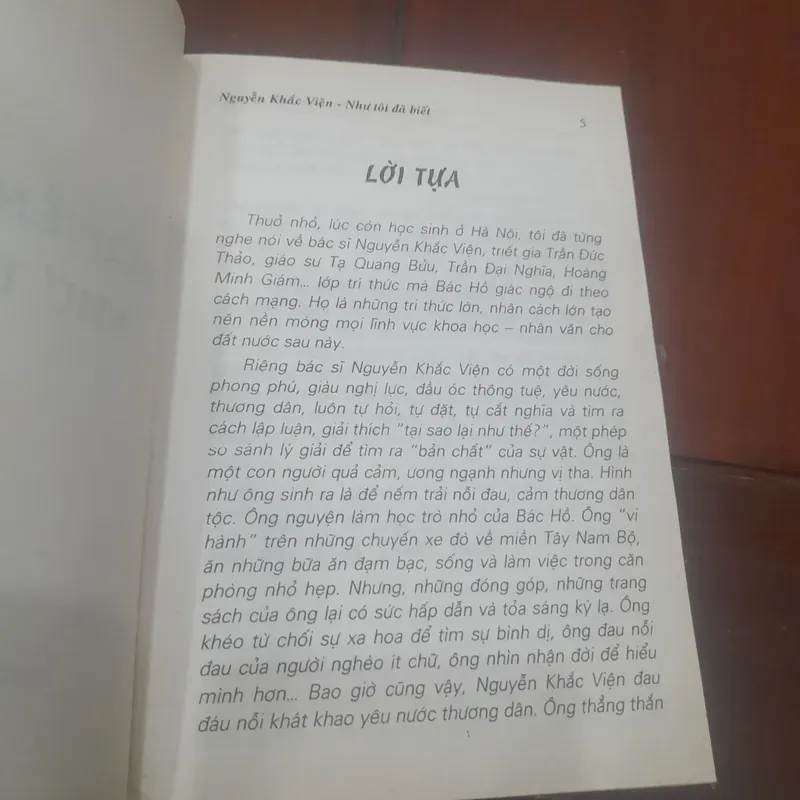 Nguyễn Khắc Viện - Như tôi đã biết
5
LỜI TỰA
Thuở nhỏ, lúc còn học sinh ở Hà Nội, tôi đã từng
nghe nói về bác sĩ Nguyễn Khắc Viện, triết gia Trần Đức
Thảo, giáo sư Tạ Quang Bửu, Trần Đại Nghĩa, Hoàng
Minh Giám... lớp trí thức mà Bác Hồ giác ngộ đi theo
cách mạng. Họ là những trí thức lớn, nhân cách lớn tạo
nên nền móng mọi lĩnh vực khoa học – nhân văn cho
đất nước sau này.
Riêng bác sĩ Nguyễn Khắc Viện có một đời sống
phong phú, giàu nghị lực, đầu óc thông tuệ, yêu nước,
thương dân, luôn tự hỏi, tự đặt, tự cắt nghĩa và tìm ra
cách lập luận, giải thích "tại sao lại như thế?", một phép
so sánh lý giải để tìm ra "bản chất" của sự vật. Ông là
một con người quả cảm, ương ngạnh nhưng vị tha. Hình
như ông sinh ra là để nếm trải nỗi đau, cảm thương dân
tộc. Ông nguyện làm học trò nhỏ của Bác Hồ. Ông "vi
hành" trên những chuyến xe đò về miền Tây Nam Bộ,
ăn những bữa ăn đạm bạc, sống và làm việc trong căn
phòng nhỏ hẹp. Nhưng, những đóng góp, những trang
sách của ông lại có sức hấp dẫn và tỏa sáng kỳ lạ. Ông
khéo từ chối sự xa hoa để tìm sự bình dị, ông đau nỗi
đau của người nghèo ít chữ, ông nhìn nhận đời để hiểu
mình hơn... Bao giờ cũng vậy, Nguyễn Khắc Viện đau
đáu nỗi khát khao yêu nước thương dân. Ông thẳng thắn